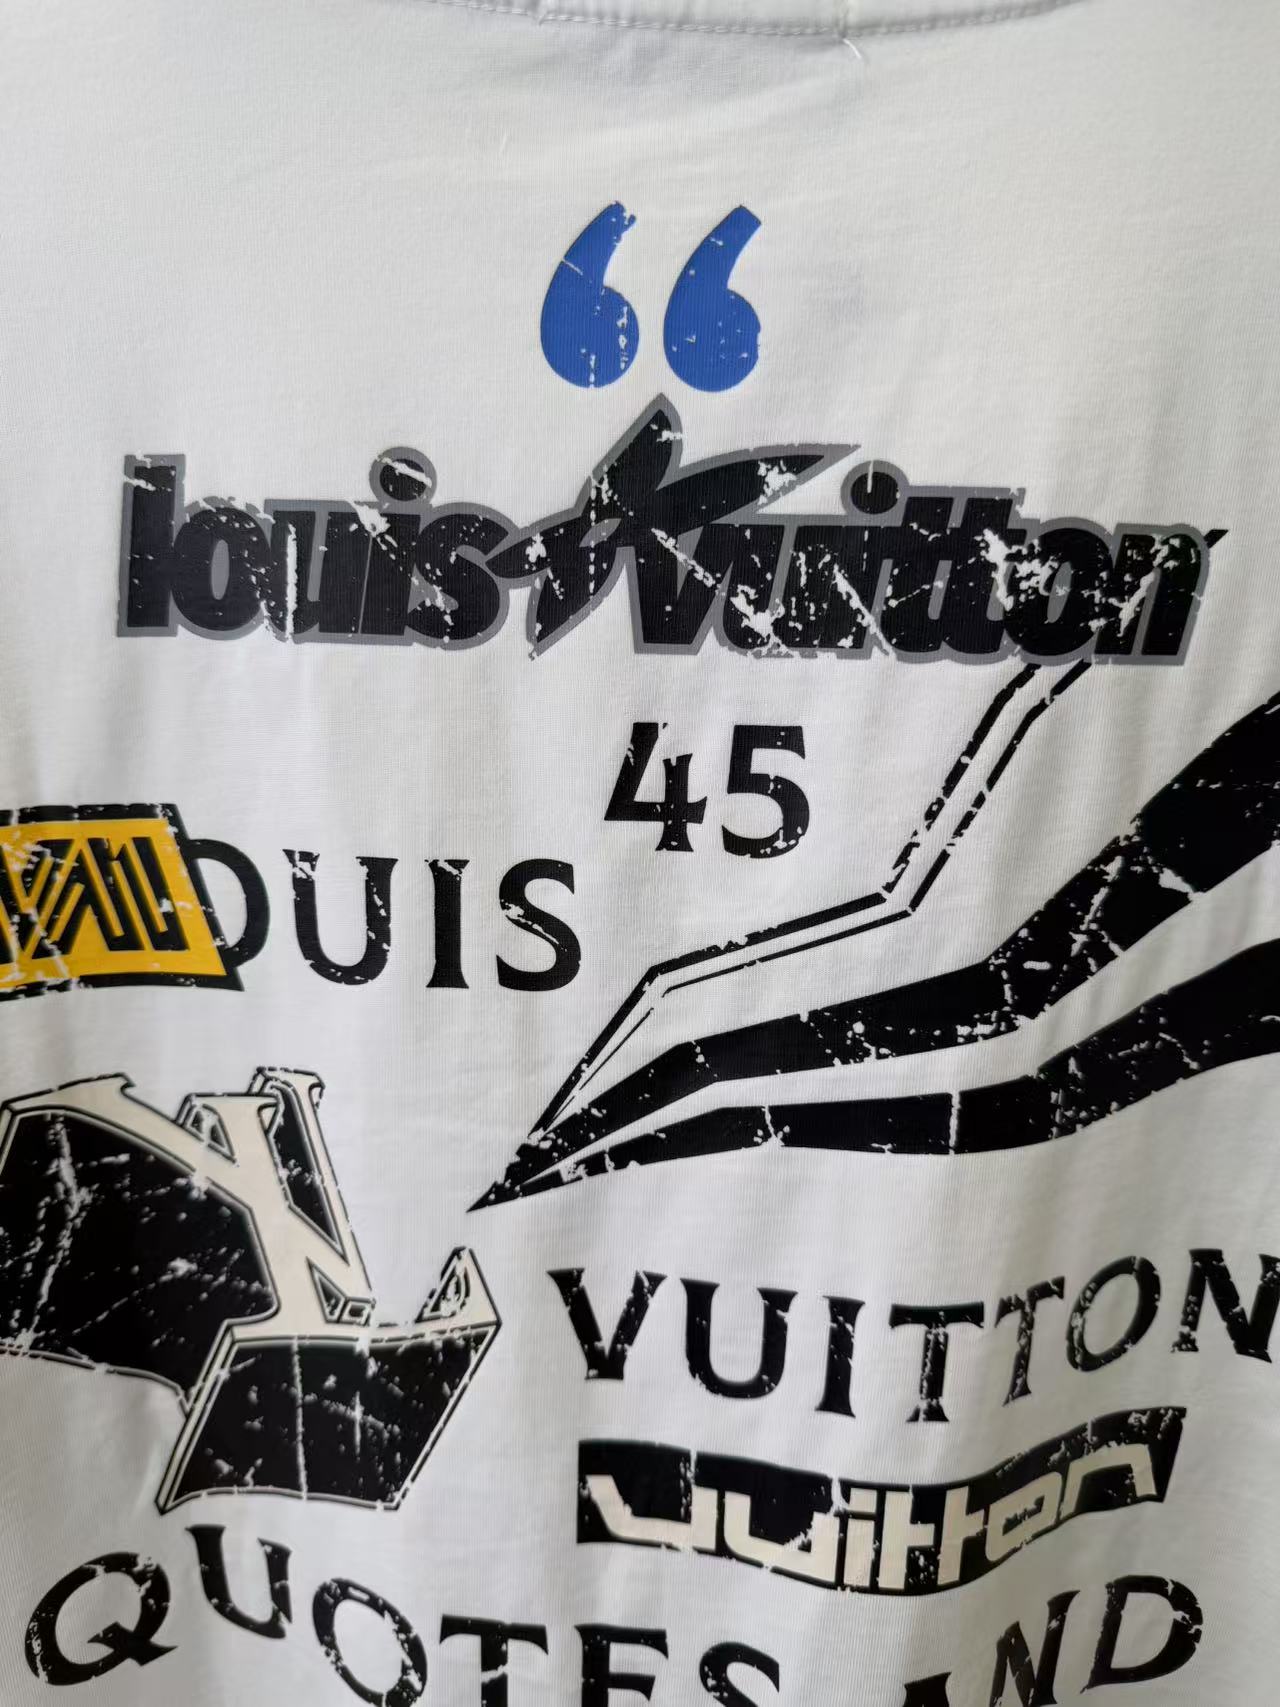 “
louis Vuitton
45
OUIS
VUITTON
Vuitton
QUOTES AND